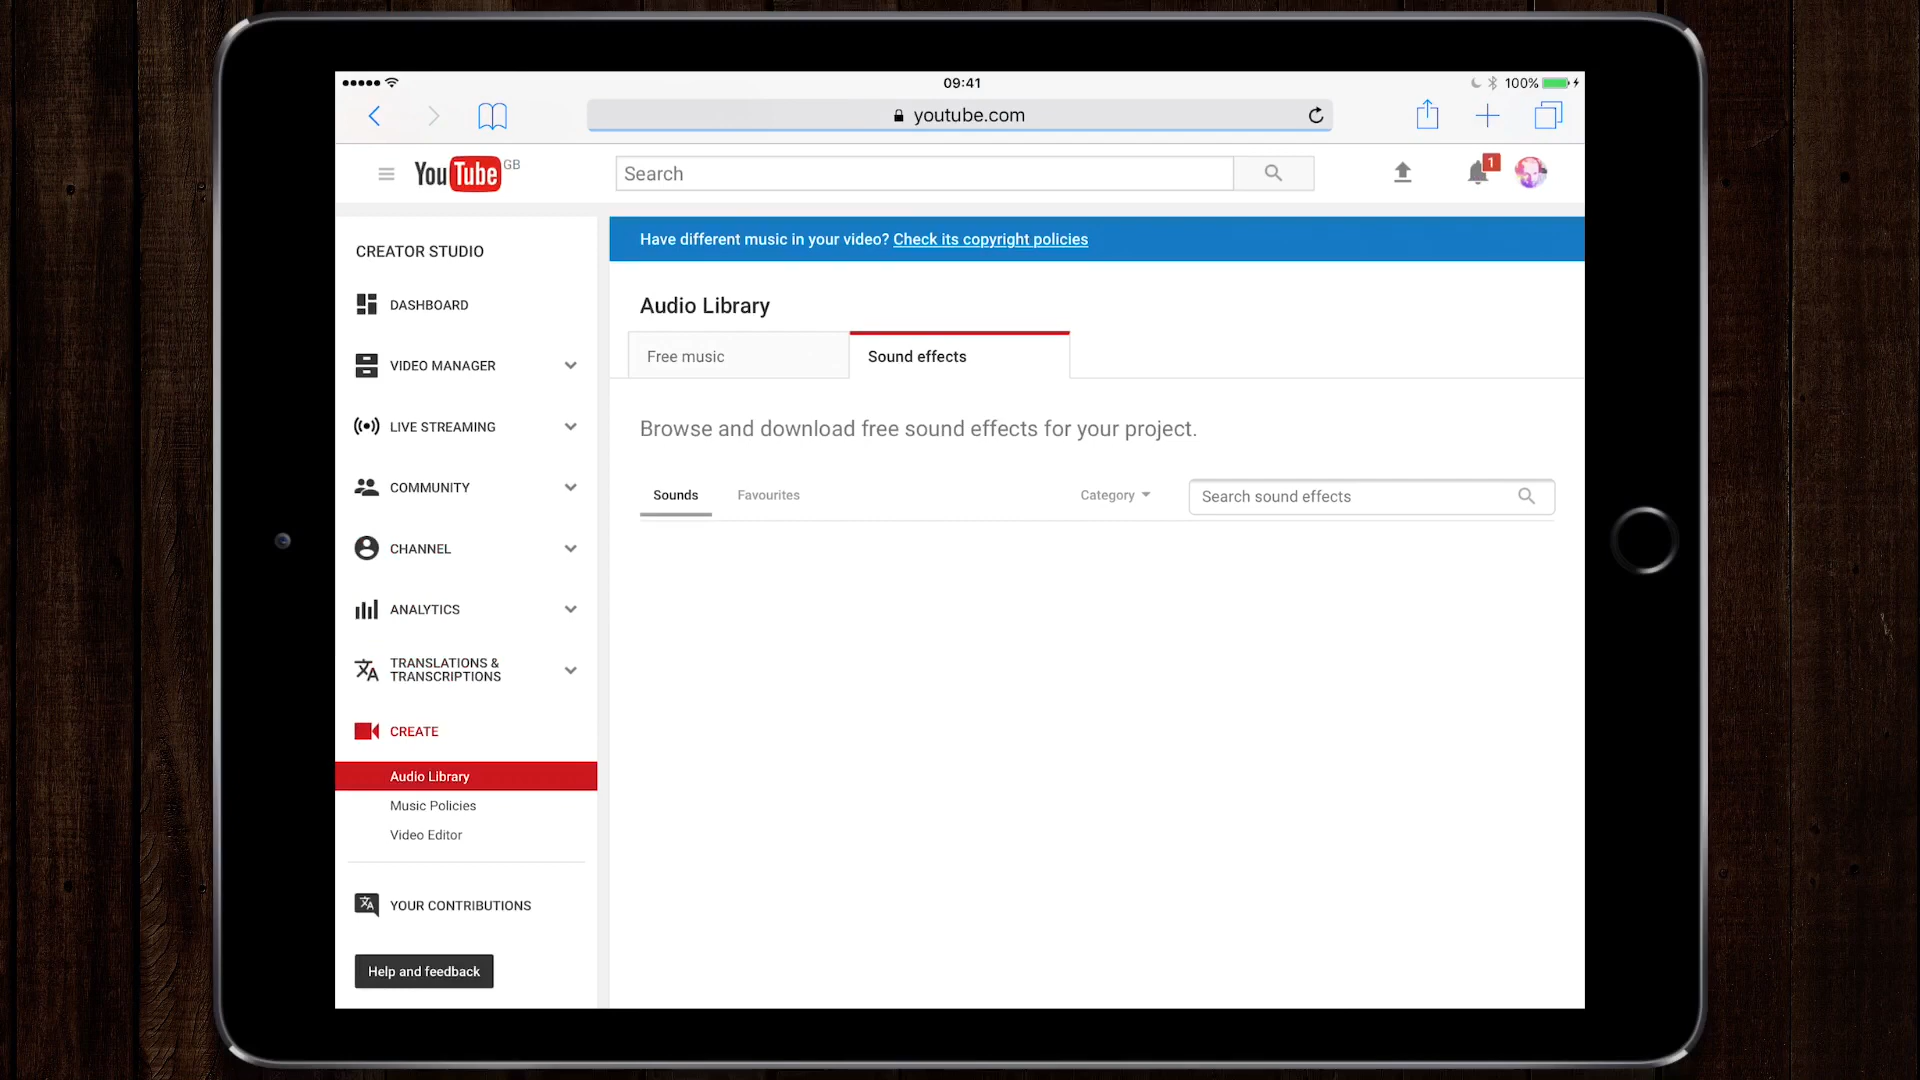 09:41
100%
youtube.com
YouTube GB
Search
1
CREATOR STUDIO
DASHBOARD
VIDEO MANAGER
LIVE STREAMING
COMMUNITY
CHANNEL
ANALYTICS
TRANSLATIONS &
TRANSCRIPTIONS
CREATE
Audio Library
Music Policies
Video Editor
YOUR CONTRIBUTIONS
Help and feedback
Have different music in your video? Check its copyright policies
Audio Library
Free music
Sound effects
Browse and download free sound effects for your project.
Sounds
Favourites
Category
Search sound effects